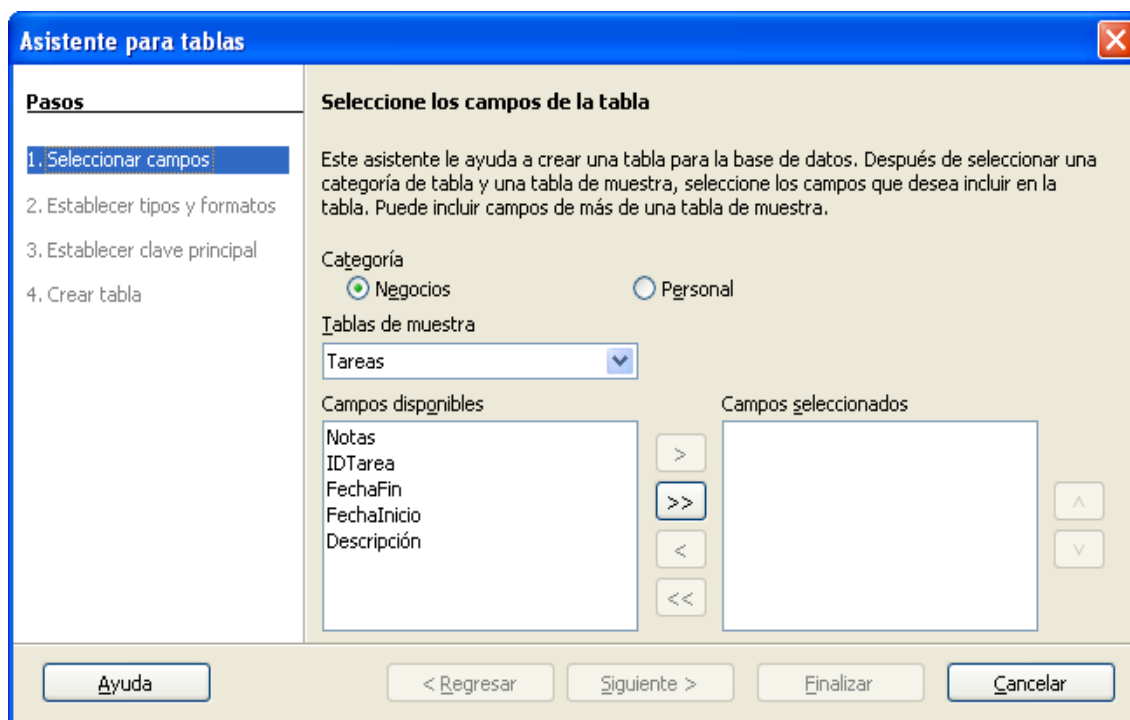 Asistente para tablas
Pasos
1. Seleccionar campos
2. Establecer tipos y formatos
3. Establecer clave principal
4. Crear tabla
Seleccione los campos de la tabla
Este asistente le ayuda a crear una tabla para la base de datos. Después de seleccionar una
categoría de tabla y una tabla de muestra, seleccione los campos que desea incluir en la
tabla. Puede incluir campos de más de una tabla de muestra.
Categoría
Negocios Personal
Tablas de muestra
Tareas
Campos disponibles Campos seleccionados
Notas
IDTarea
FechaFin
FechaInicio
Descripción
>
>>
<
<<
Ayuda < Regresar Siguiente > Finalizar Cancelar